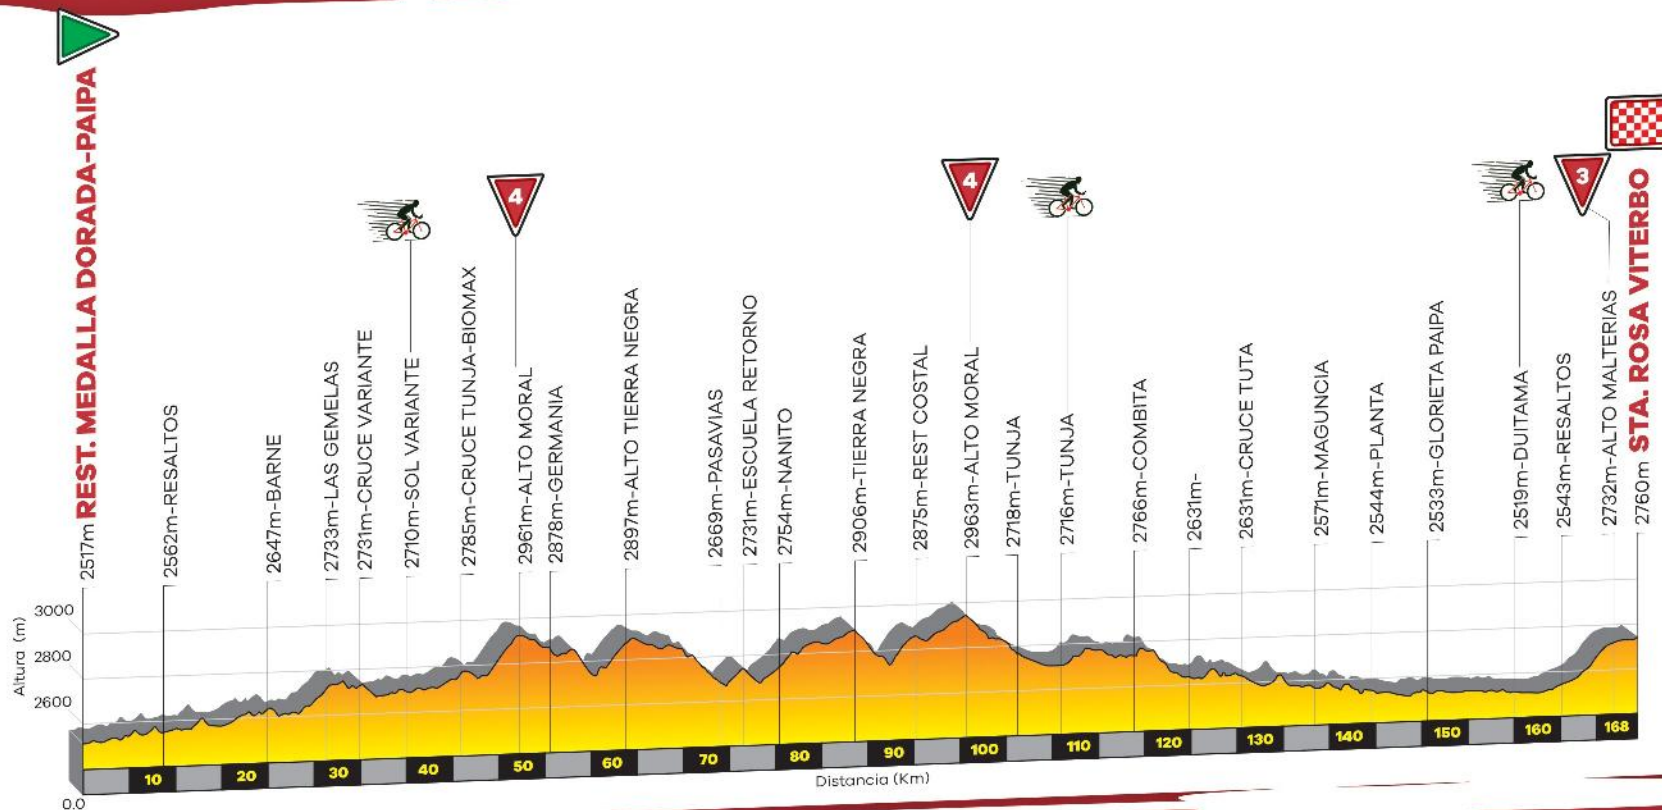 2517m REST. MEDALLA DORADA-PAIPA
2562m-RESALTOS
2647m-BARNE
2733m-LAS GEMELAS
2731m-CRUCE VARIANTE
2710m-SOL VARIANTE
2785m-CRUCE TUNJA-BIOMAX
4
2961m-ALTO MORAL
2878m-GERMANIA
2897m-ALTO TIERRA NEGRA
2669m-PASAVIAS
2731m-ESCUELA RETORNO
2754m-NANITO
2906m-TIERRA NEGRA
2875m-REST COSTAL
4
2963m-ALTO MORAL
2718m-TUNJA
2716m-TUNJA
2766m-COMBITA
2631m-
2631m-CRUCE TUTA
2571m-MAGUNCIA
2544m-PLANTA
2533m-GLORIETA PAIPA
2519m-DUITAMA
2543m-RESALTOS
3
2732m-ALTO MALTERIAS
2760m STA. ROSA VITERBO
Altura (m)
3000
2800
2600
0.0
10 20 30 40 50 60 70 80 90 100 110 120 130 140 150 160 168
Distancia (Km)